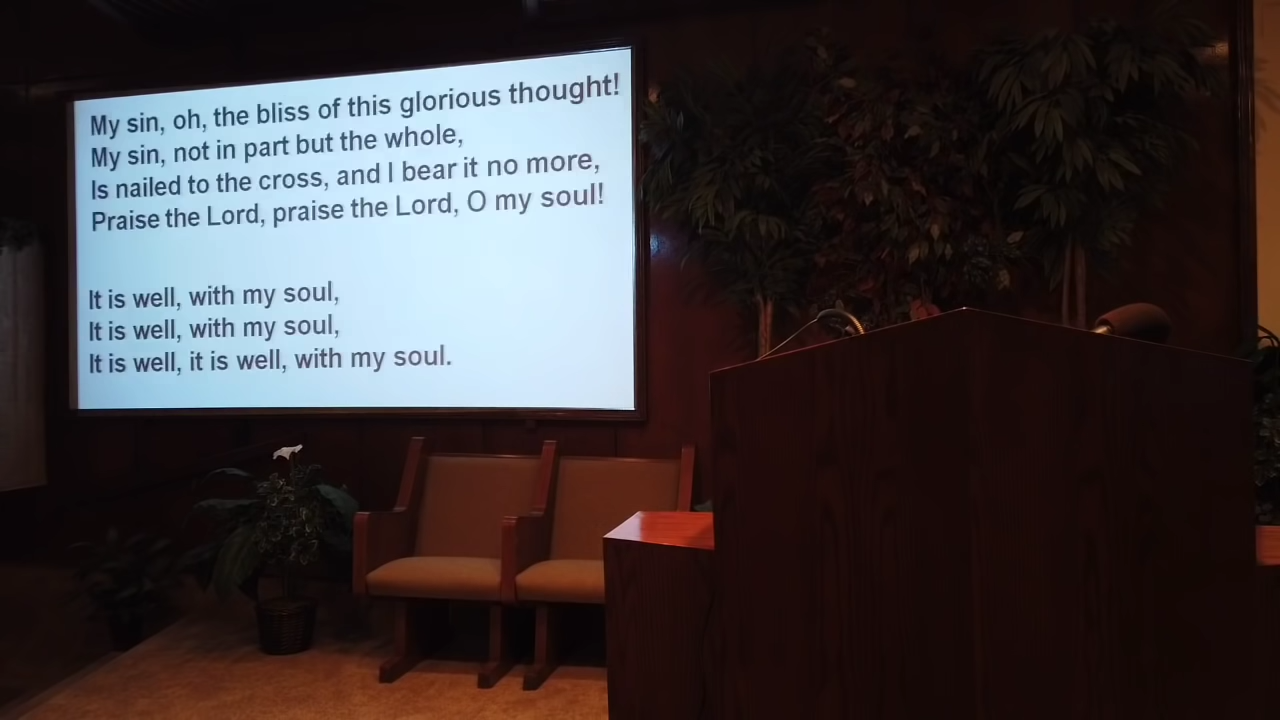 My sin, oh, the bliss of this glorious thought!
My sin, not in part but the whole,
Is nailed to the cross, and I bear it no more,
Praise the Lord, praise the Lord, O my soul!
It is well, with my soul,
It is well, with my soul,
It is well, it is well, with my soul.